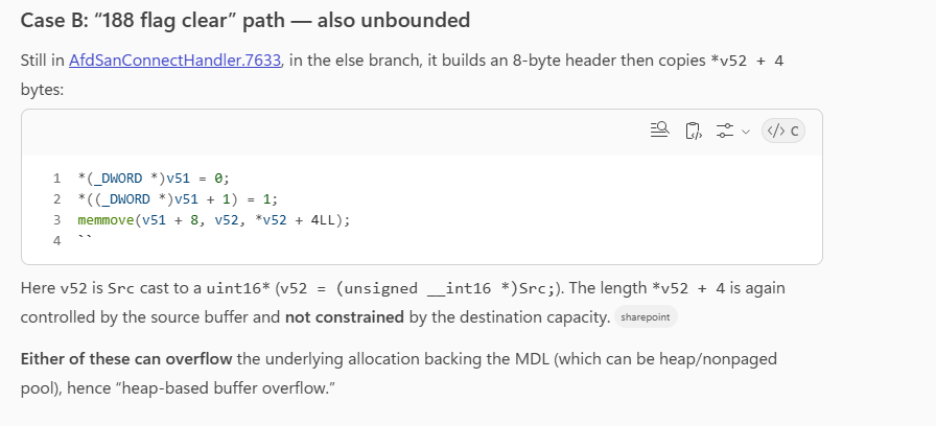 Case B: “188 flag clear” path — also unbounded
Still in AfdSanConnectHandler.7633, in the else branch, it builds an 8-byte header then copies *v52 + 4
bytes:
</> C
1 *(_DWORD *)v51 = 0;
2 *((_DWORD *)v51 + 1) = 1;
3 memmove(v51 + 8, v52, *v52 + 4LL);
4 ``
Here v52 is Src cast to a uint16* (v52 = (unsigned __int16 *)Src;). The length *v52 + 4 is again
controlled by the source buffer and not constrained by the destination capacity. sharepoint
Either of these can overflow the underlying allocation backing the MDL (which can be heap/nonpaged
pool), hence “heap-based buffer overflow.”